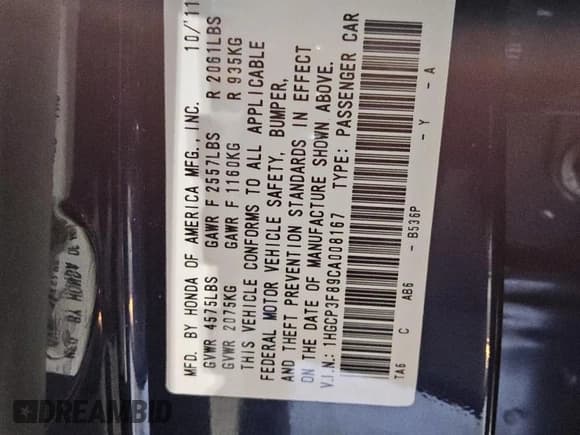 MFD. BY HONDA OF AMERICA MFG., INC. 10/11
GVWR 4575LBS GAWR F 2557LBS R 2061LBS
GVWR 2075KG GAWR F 1160KG R 935KG
THIS VEHICLE CONFORMS TO ALL APPLICABLE
FEDERAL MOTOR VEHICLE SAFETY, BUMPER,
AND THEFT PREVENTION STANDARDS IN EFFECT
ON THE DATE OF MANUFACTURE SHOWN ABOVE.
V.I.N.: 1HGCP3F89CA008167 TYPE: PASSENGER CAR
TA6 C AB6 - B536P - Y - A
DREAMBID